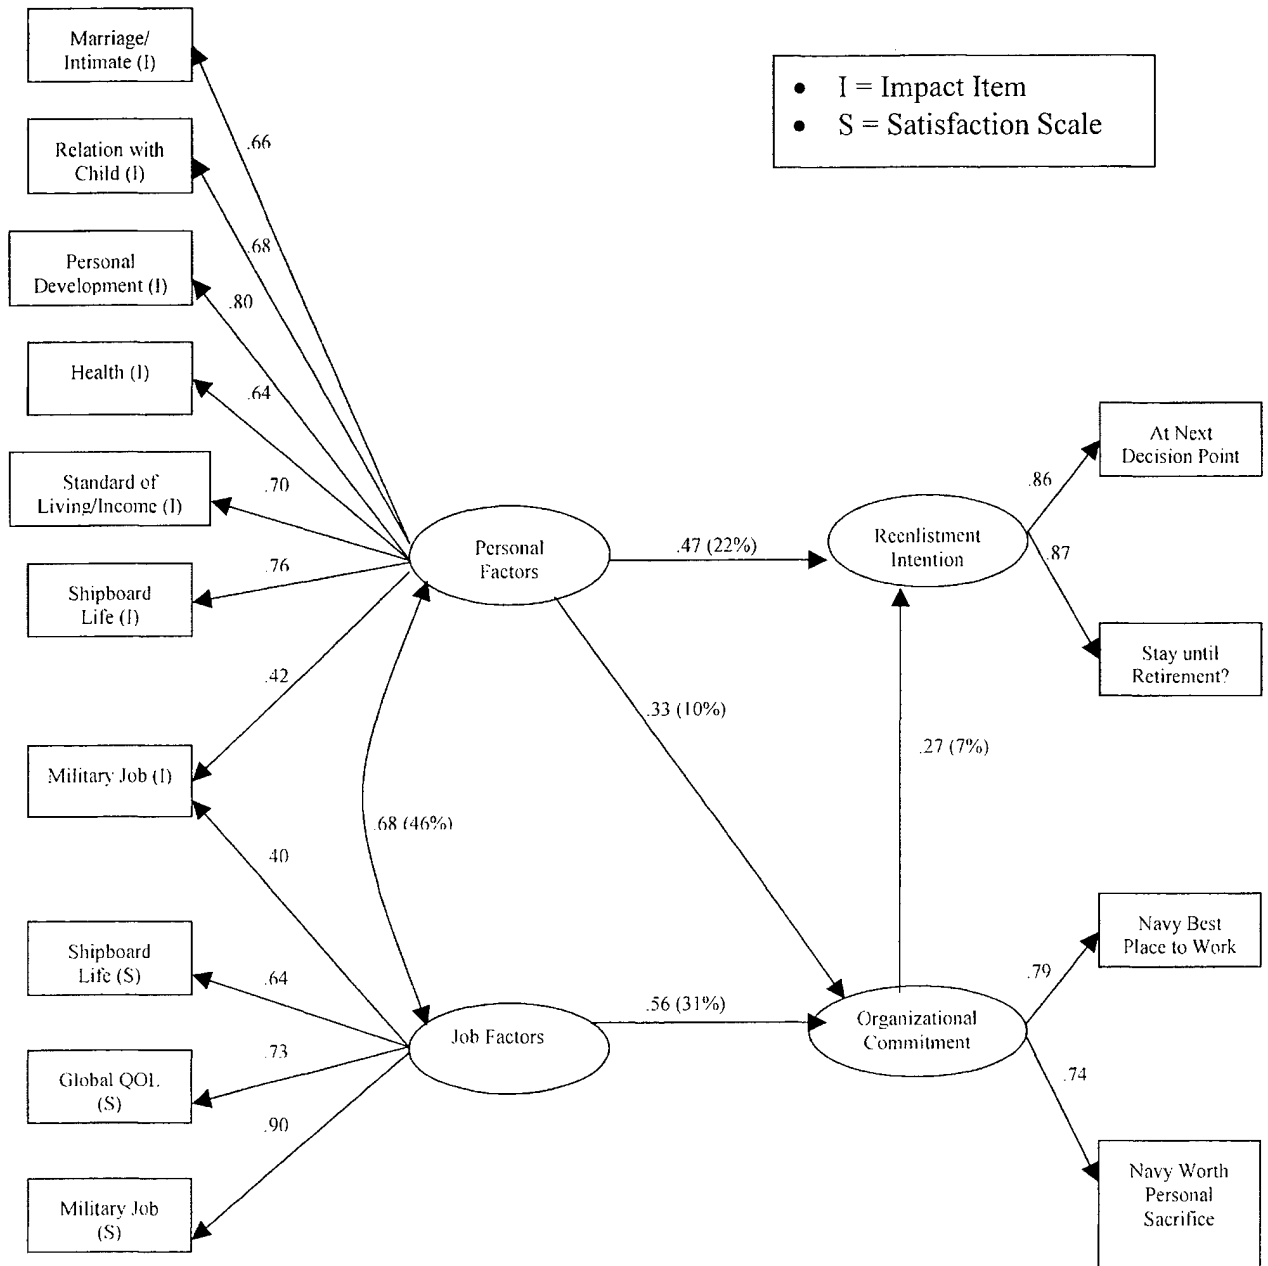 Marriage/
Intimate (I)
• I = Impact Item
• S = Satisfaction Scale
.66
Relation with
Child (I)
.68
Personal
Development (I)
.80
Health (I)
.64
Standard of
Living/Income (I)
.70
Shipboard
Life (I)
.76
Personal
Factors
.47 (22%)
Reenlistment
Intention
At Next
Decision Point
.86
.87
Stay until
Retirement?
.42
.33 (10%)
.27 (7%)
Military Job (I)
.68 (46%)
.40
Shipboard
Life (S)
.64
Global QOL
(S)
.73
Job Factors
.56 (31%)
Organizational
Commitment
Navy Best
Place to Work
.79
.74
.90
Military Job
(S)
Navy Worth
Personal
Sacrifice